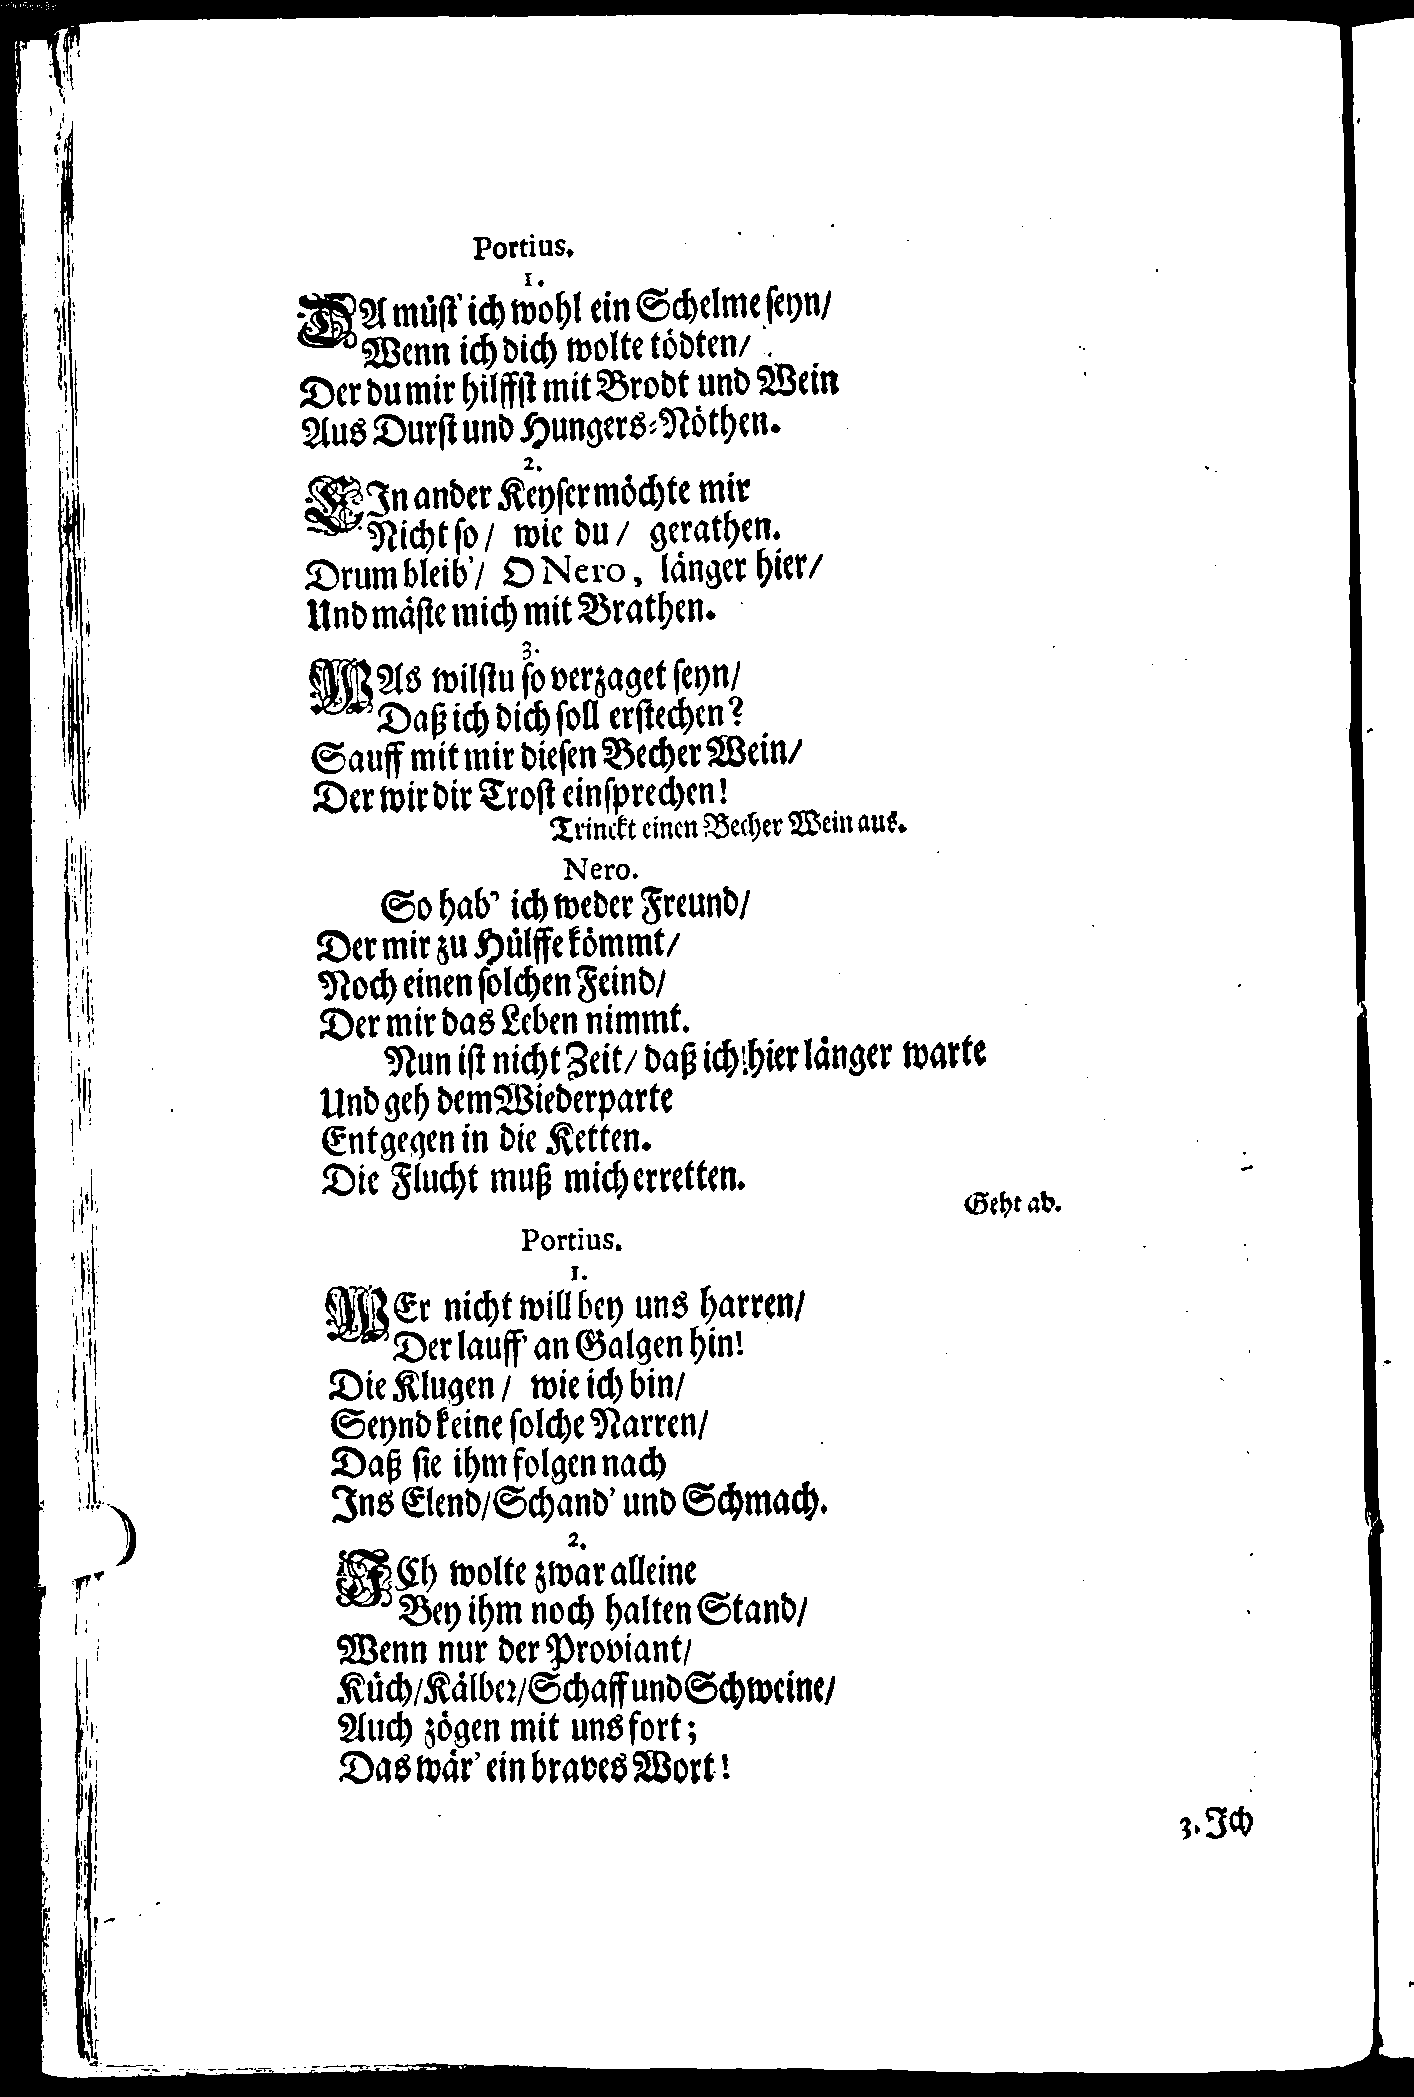 Portius.
1.
DA müst' ich wohl ein Schelme seyn/
Wenn ich dich wolte tödten/
Der du mir hilffst mit Brodt und Wein
Aus Durst und Hungers-Nöthen.
2.
EIn ander Keyser möchte mir
Nicht so/ wie du/ gerathen.
Drum bleib'/ O Nero, länger hier/
Und mäste mich mit Brathen.
3.
WAs wilstu so verzaget seyn/
Daß ich dich soll erstechen?
Sauff mit mir diesen Becher Wein/
Der wir dir Trost einsprechen!
Trinckt einen Becher Wein aus.
Nero.
So hab' ich weder Freund/
Der mir zu Hülffe kömmt/
Noch einen solchen Feind/
Der mir das Leben nimmt.
Nun ist nicht Zeit/ daß ich hier länger warte
Und geh dem Wiederparte
Entgegen in die Ketten.
Die Flucht muß mich erretten.
Geht ab.
Portius.
1.
WEr nicht will bey uns harren/
Der lauff' an Galgen hin!
Die Klugen/ wie ich bin/
Seynd keine solche Narren/
Daß sie ihm folgen nach
Ins Elend/ Schand' und Schmach.
2.
ICh wolte zwar alleine
Bey ihm noch halten Stand/
Wenn nur der Proviant/
Küch/ Kälber/ Schaff und Schweine/
Auch zögen mit uns fort;
Das wär' ein braves Wort!
3. Ich